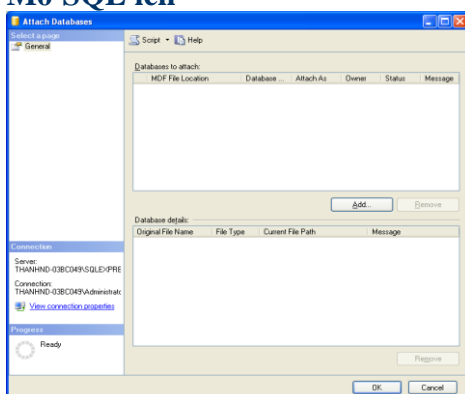 Mở SQL lên
Attach Databases
Select a page
General
Script
Help
Databases to attach:
MDF File Location
Database ...
Attach As
Owner
Status
Message
Add...
Remove
Database details:
Original File Name
File Type
Current File Path
Message
Connection
Server:
THANHND-03BC049\SQLEXPRE
Connection:
THANHND-03BC049\Administrato
View connection properties
Progress
Ready
Remove
OK
Cancel